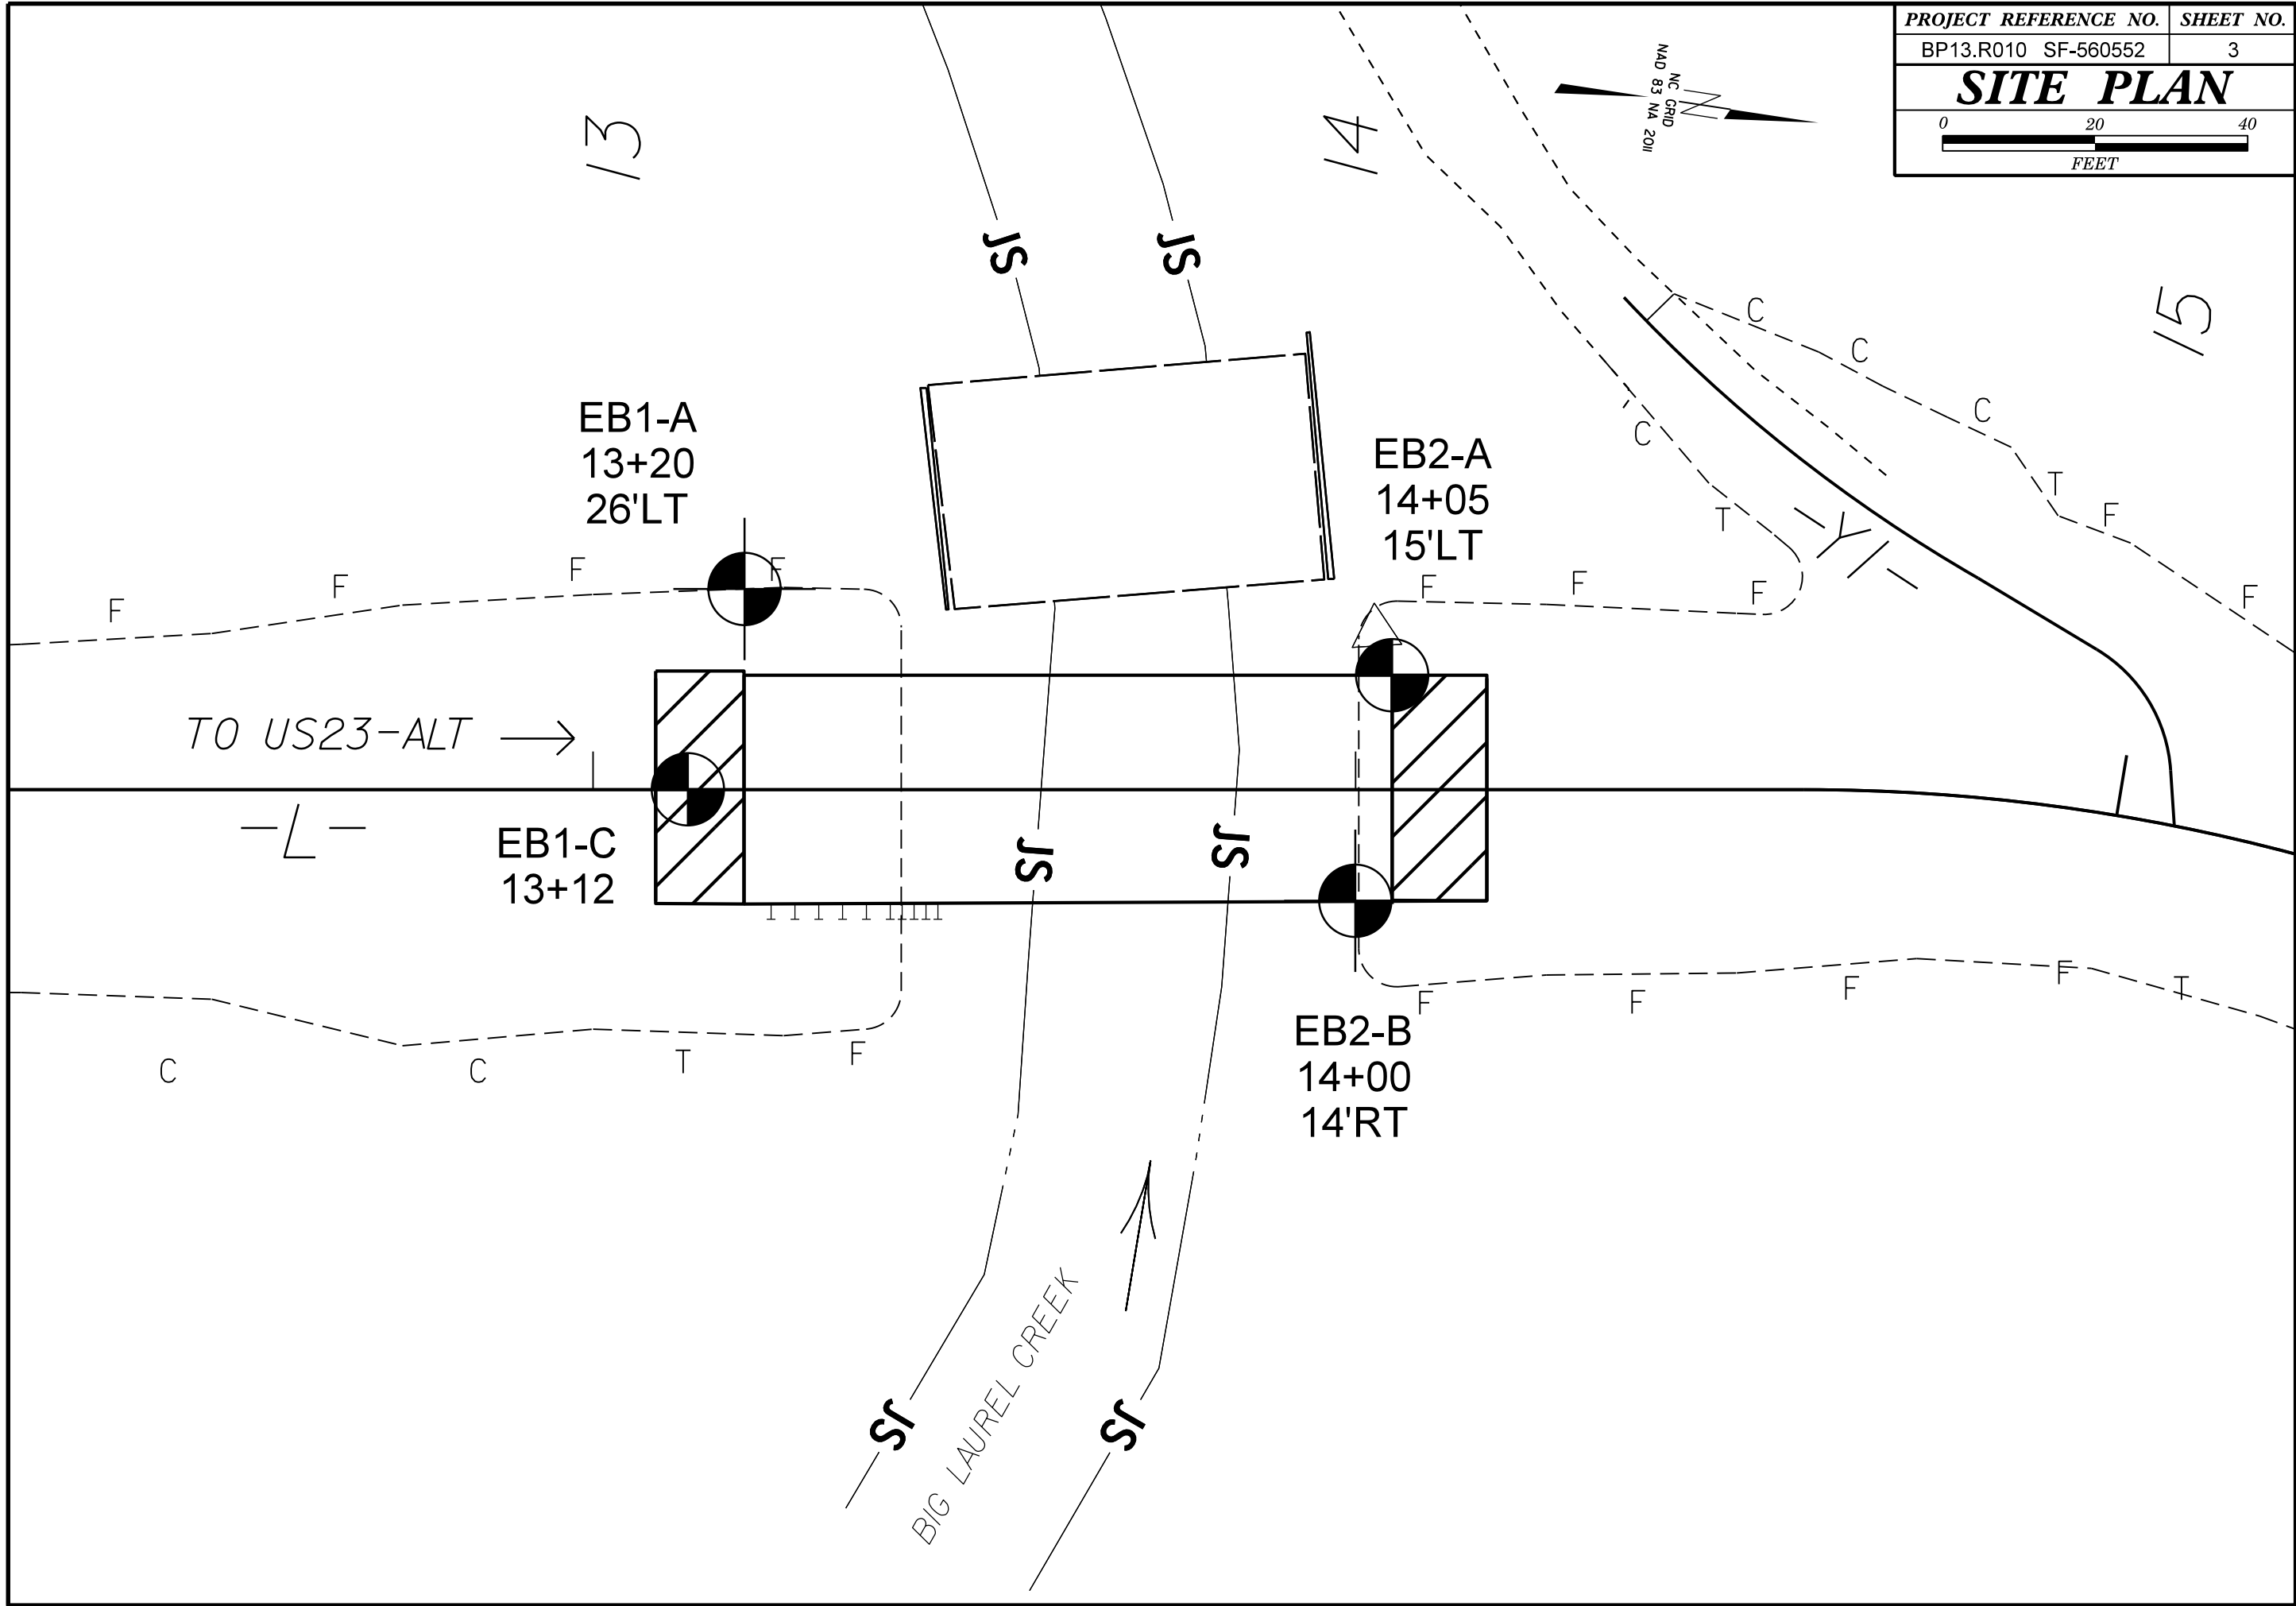 PROJECT REFERENCE NO. SHEET NO.
BP13.R010 SF-560552 3
SITE PLAN
0 20 40
FEET
NC GRID
NAD 83 NA 2011
13
14
15
JS
JS
C
C
C
C
T
T
F
F
-Y1-
EB1-A
13+20
26'LT
EB2-A
14+05
15'LT
F
F
F
F
F
F
F
TO US23-ALT
-L-
EB1-C
13+12
JS
JS
EB2-B
14+00
14'RT
C
C
T
F
F
F
F
F
T
BIG LAUREL CREEK
JS
JS